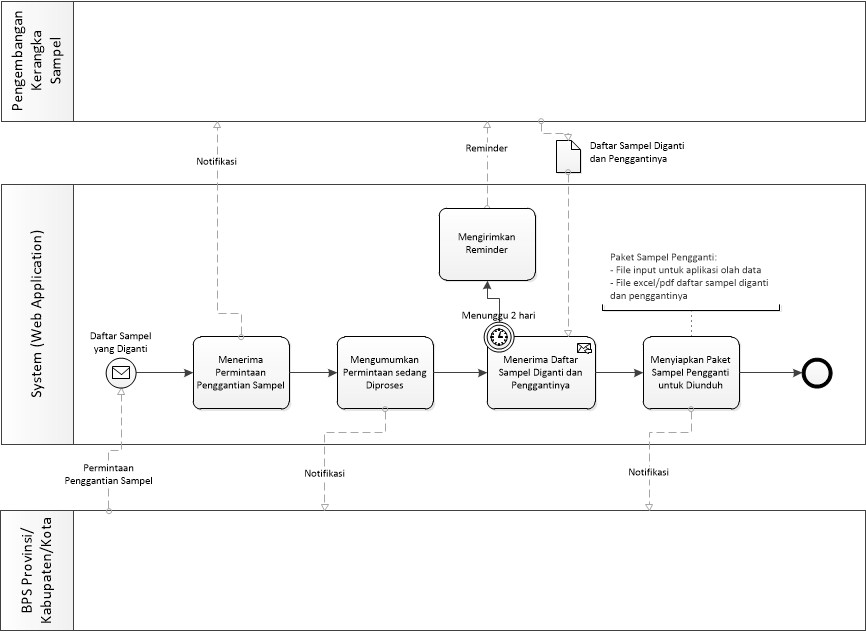 Pengembangan
Kerangka
Sampel
Notifikasi
Reminder
Daftar Sampel Diganti
dan Penggantinya
System (Web Application)
Mengirimkan
Reminder
Paket Sampel Pengganti:
- File input untuk aplikasi olah data
- File excel/pdf daftar sampel diganti
dan penggantinya
Menunggu 2 hari
Daftar Sampel
yang Diganti
Menerima
Permintaan
Penggantian Sampel
Mengumumkan
Permintaan sedang
Diproses
Menerima Daftar
Sampel Diganti dan
Penggantinya
Menyiapkan Paket
Sampel Pengganti
untuk Diunduh
Permintaan
Penggantian Sampel
Notifikasi
Notifikasi
BPS Provinsi/
Kabupaten/Kota